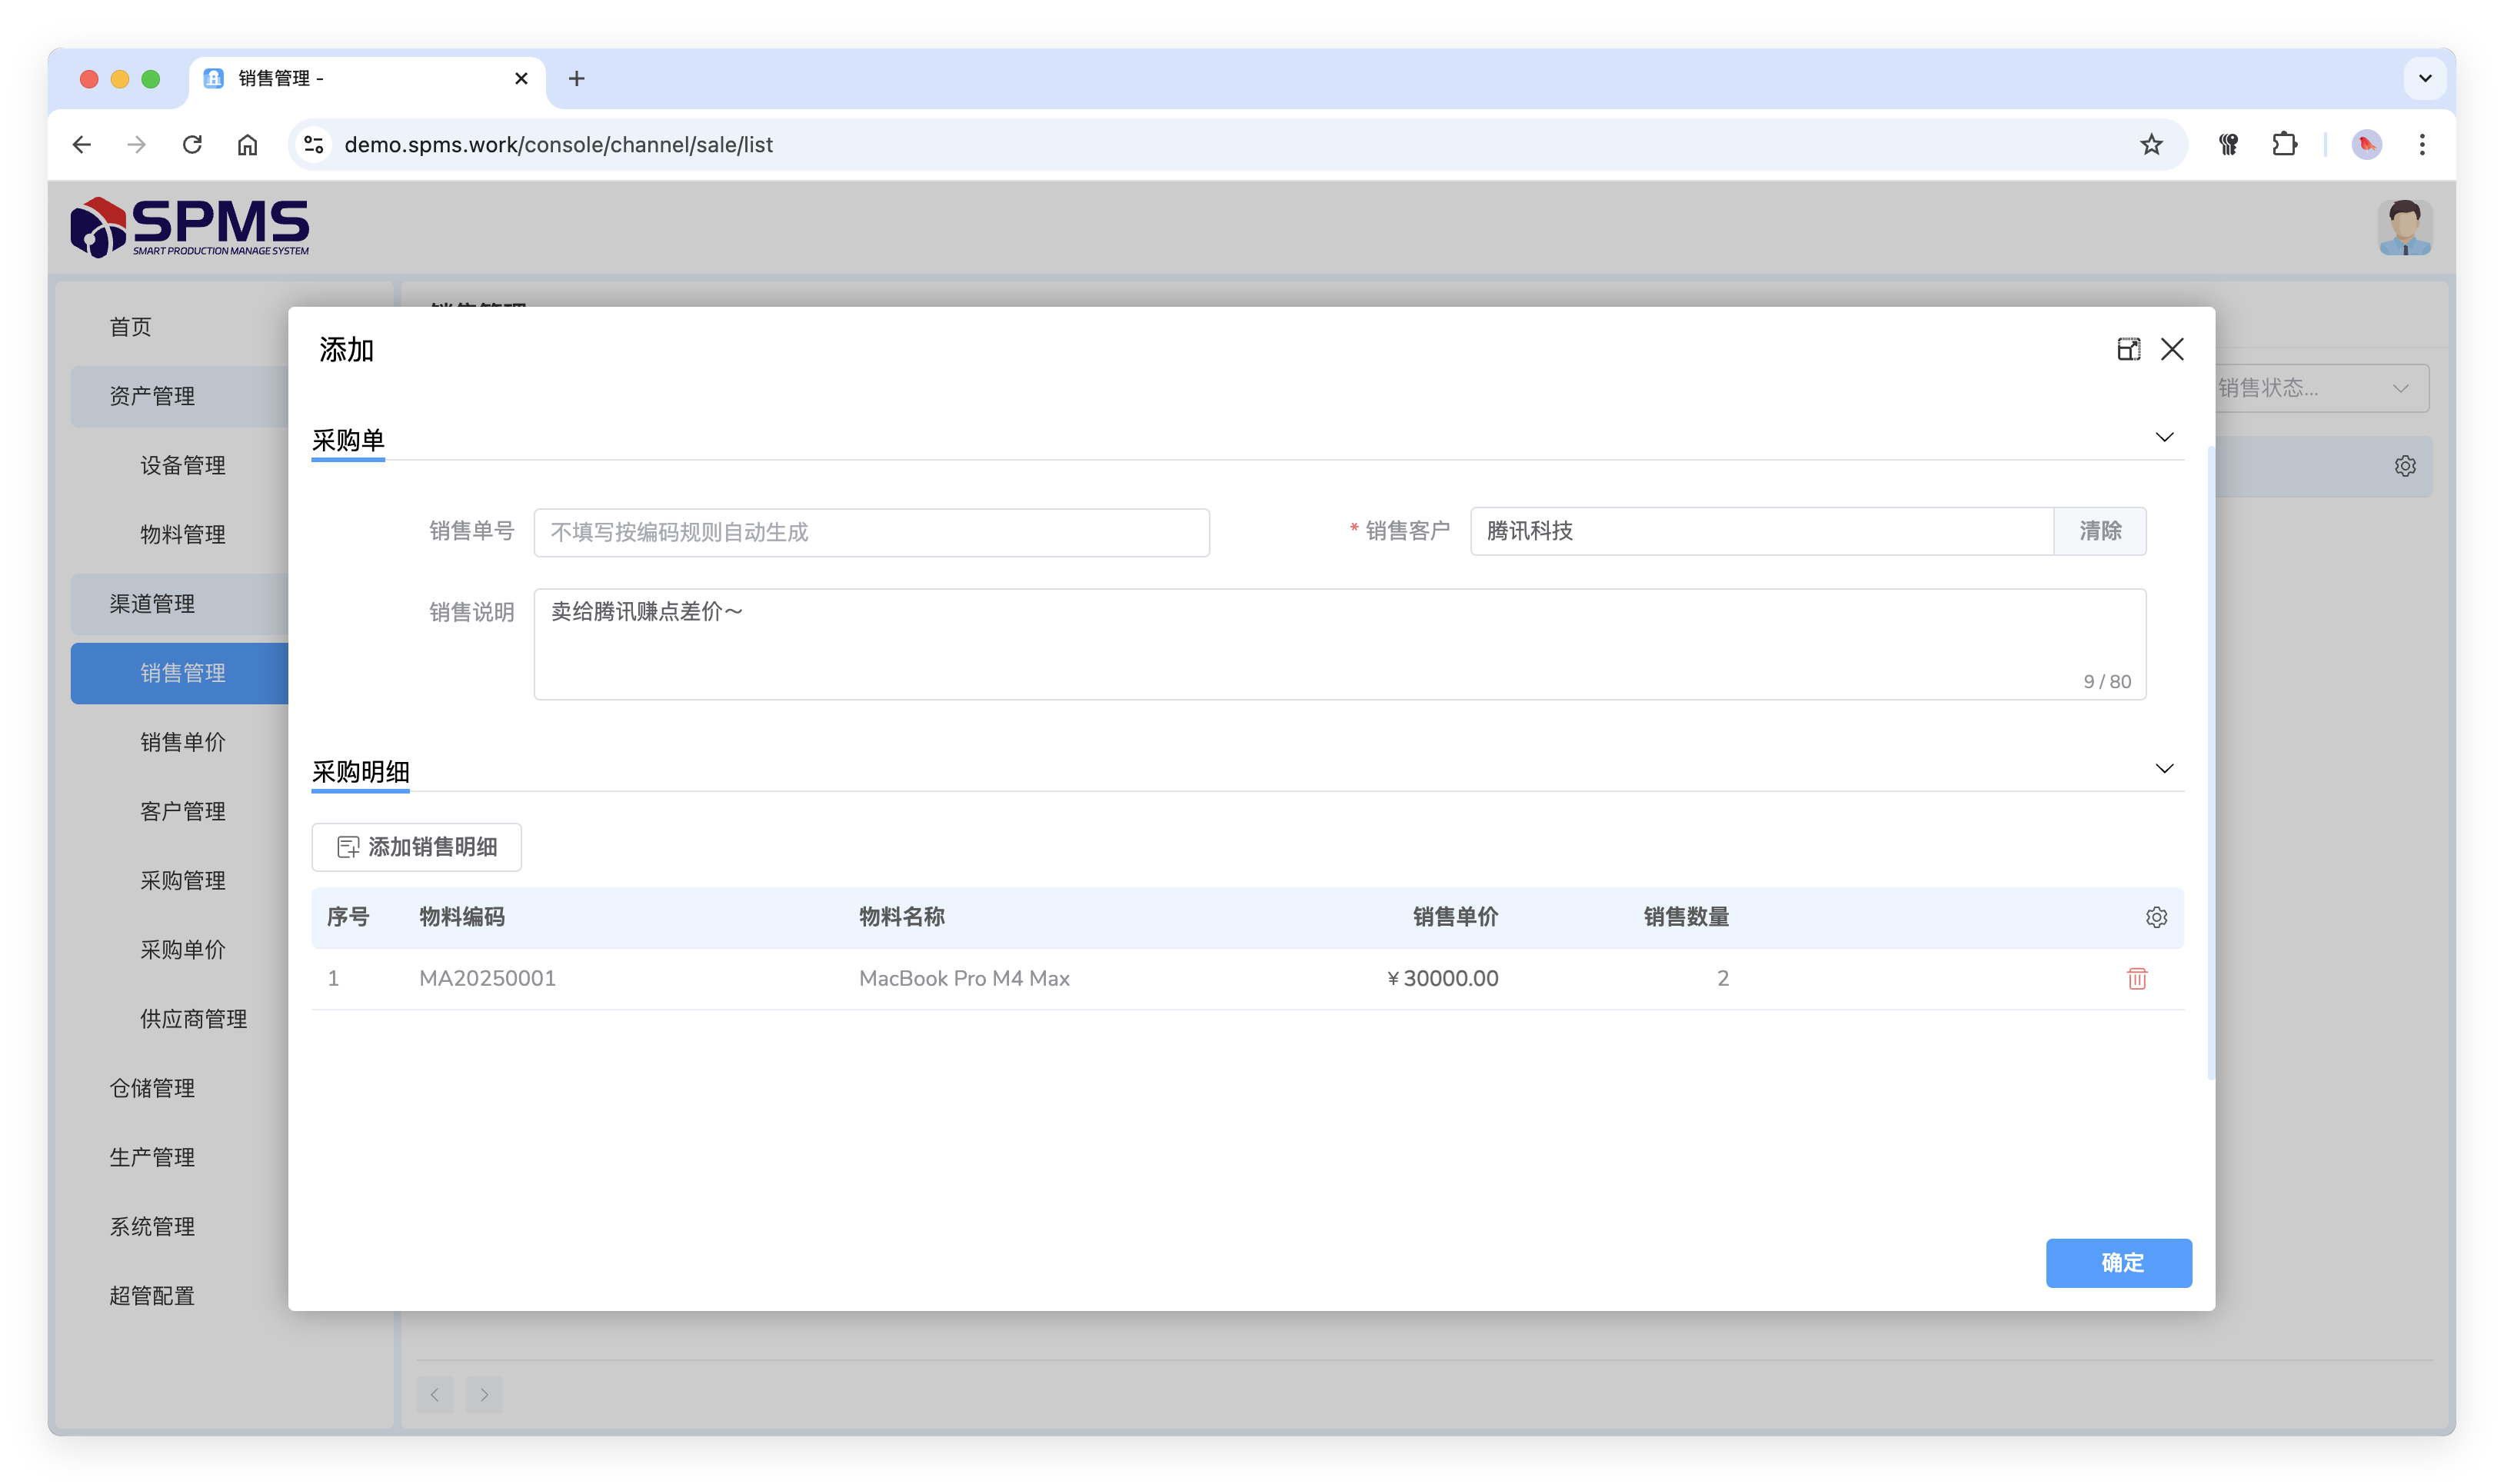 销售管理 -
demo.spms.work/console/channel/sale/list
SPMS
SMART PRODUCTION MANAGE SYSTEM
首页
资产管理
设备管理
物料管理
渠道管理
销售管理
销售单价
客户管理
采购管理
采购单价
供应商管理
仓储管理
生产管理
系统管理
超管配置
销售管理
销售状态...
添加
采购单
销售单号 不填写按编码规则自动生成 * 销售客户 腾讯科技 清除
销售说明 卖给腾讯赚点差价～
9 / 80
采购明细
添加销售明细
序号 物料编码 物料名称 销售单价 销售数量
1 MA20250001 MacBook Pro M4 Max ￥30000.00 2
确定